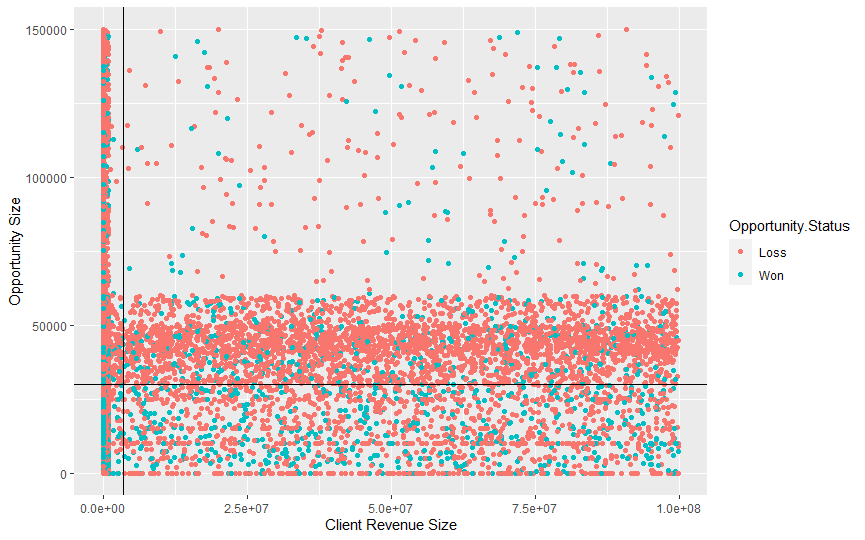 150000
100000
50000
0
Opportunity Size
0.0e+00 2.5e+07 5.0e+07 7.5e+07 1.0e+08
Client Revenue Size
Opportunity.Status
Loss
Won